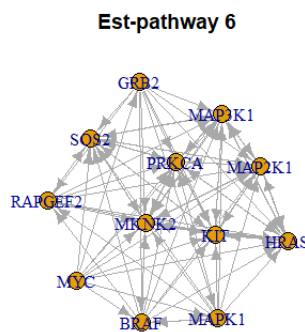 Est-pathway 6
GRB2
MAP3K1
SOS2
PRKCA
MAP2K1
RAPGEF2
MKNK2
KIT
HRAS
MYC
BRAF
MAPK1